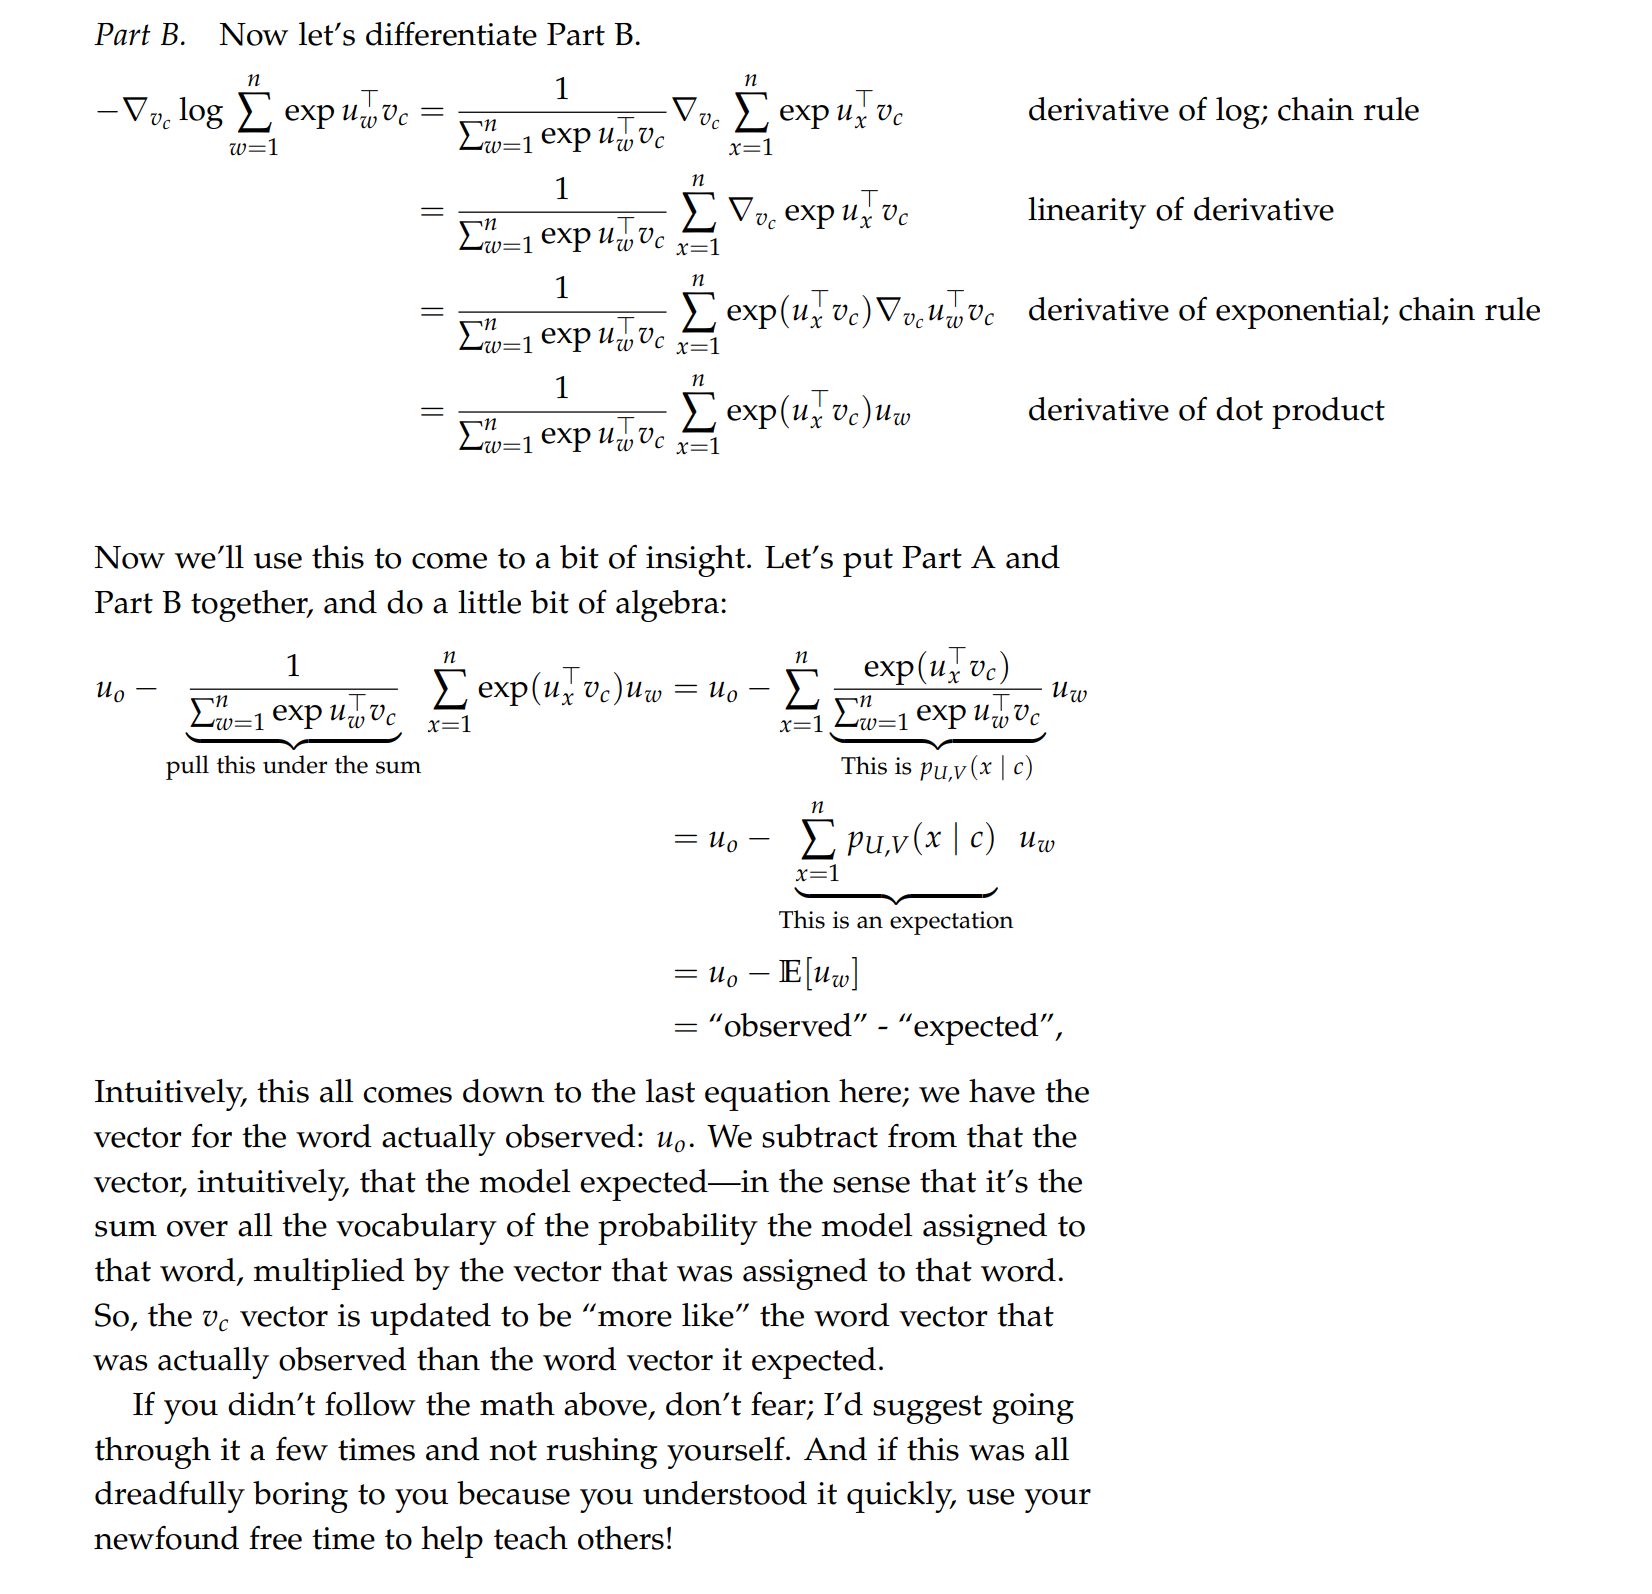 Part B. Now let's differentiate Part B.
$-\nabla_{v_c} \log \sum_{w=1}^{n} \exp u_w^\top v_c = \frac{1}{\sum_{w=1}^{n} \exp u_w^\top v_c} \nabla_{v_c} \sum_{x=1}^{n} \exp u_x^\top v_c$ derivative of log; chain rule
$= \frac{1}{\sum_{w=1}^{n} \exp u_w^\top v_c} \sum_{x=1}^{n} \nabla_{v_c} \exp u_x^\top v_c$ linearity of derivative
$= \frac{1}{\sum_{w=1}^{n} \exp u_w^\top v_c} \sum_{x=1}^{n} \exp(u_x^\top v_c) \nabla_{v_c} u_w^\top v_c$ derivative of exponential; chain rule
$= \frac{1}{\sum_{w=1}^{n} \exp u_w^\top v_c} \sum_{x=1}^{n} \exp(u_x^\top v_c) u_w$ derivative of dot product
Now we'll use this to come to a bit of insight. Let's put Part A and
Part B together, and do a little bit of algebra:
$u_o - \underbrace{\frac{1}{\sum_{w=1}^{n} \exp u_w^\top v_c}}_{\text{pull this under the sum}} \sum_{x=1}^{n} \exp(u_x^\top v_c) u_w = u_o - \sum_{x=1}^{n} \underbrace{\frac{\exp(u_x^\top v_c)}{\sum_{w=1}^{n} \exp u_w^\top v_c}}_{\text{This is } p_{U,V}(x \mid c)} u_w$
$= u_o - \underbrace{\sum_{x=1}^{n} p_{U,V}(x \mid c)}_{\text{This is an expectation}} u_w$
$= u_o - \mathbb{E}[u_w]$
= “observed” - “expected”,
Intuitively, this all comes down to the last equation here; we have the
vector for the word actually observed: $u_o$. We subtract from that the
vector, intuitively, that the model expected—in the sense that it's the
sum over all the vocabulary of the probability the model assigned to
that word, multiplied by the vector that was assigned to that word.
So, the $v_c$ vector is updated to be “more like” the word vector that
was actually observed than the word vector it expected.
If you didn't follow the math above, don't fear; I'd suggest going
through it a few times and not rushing yourself. And if this was all
dreadfully boring to you because you understood it quickly, use your
newfound free time to help teach others!